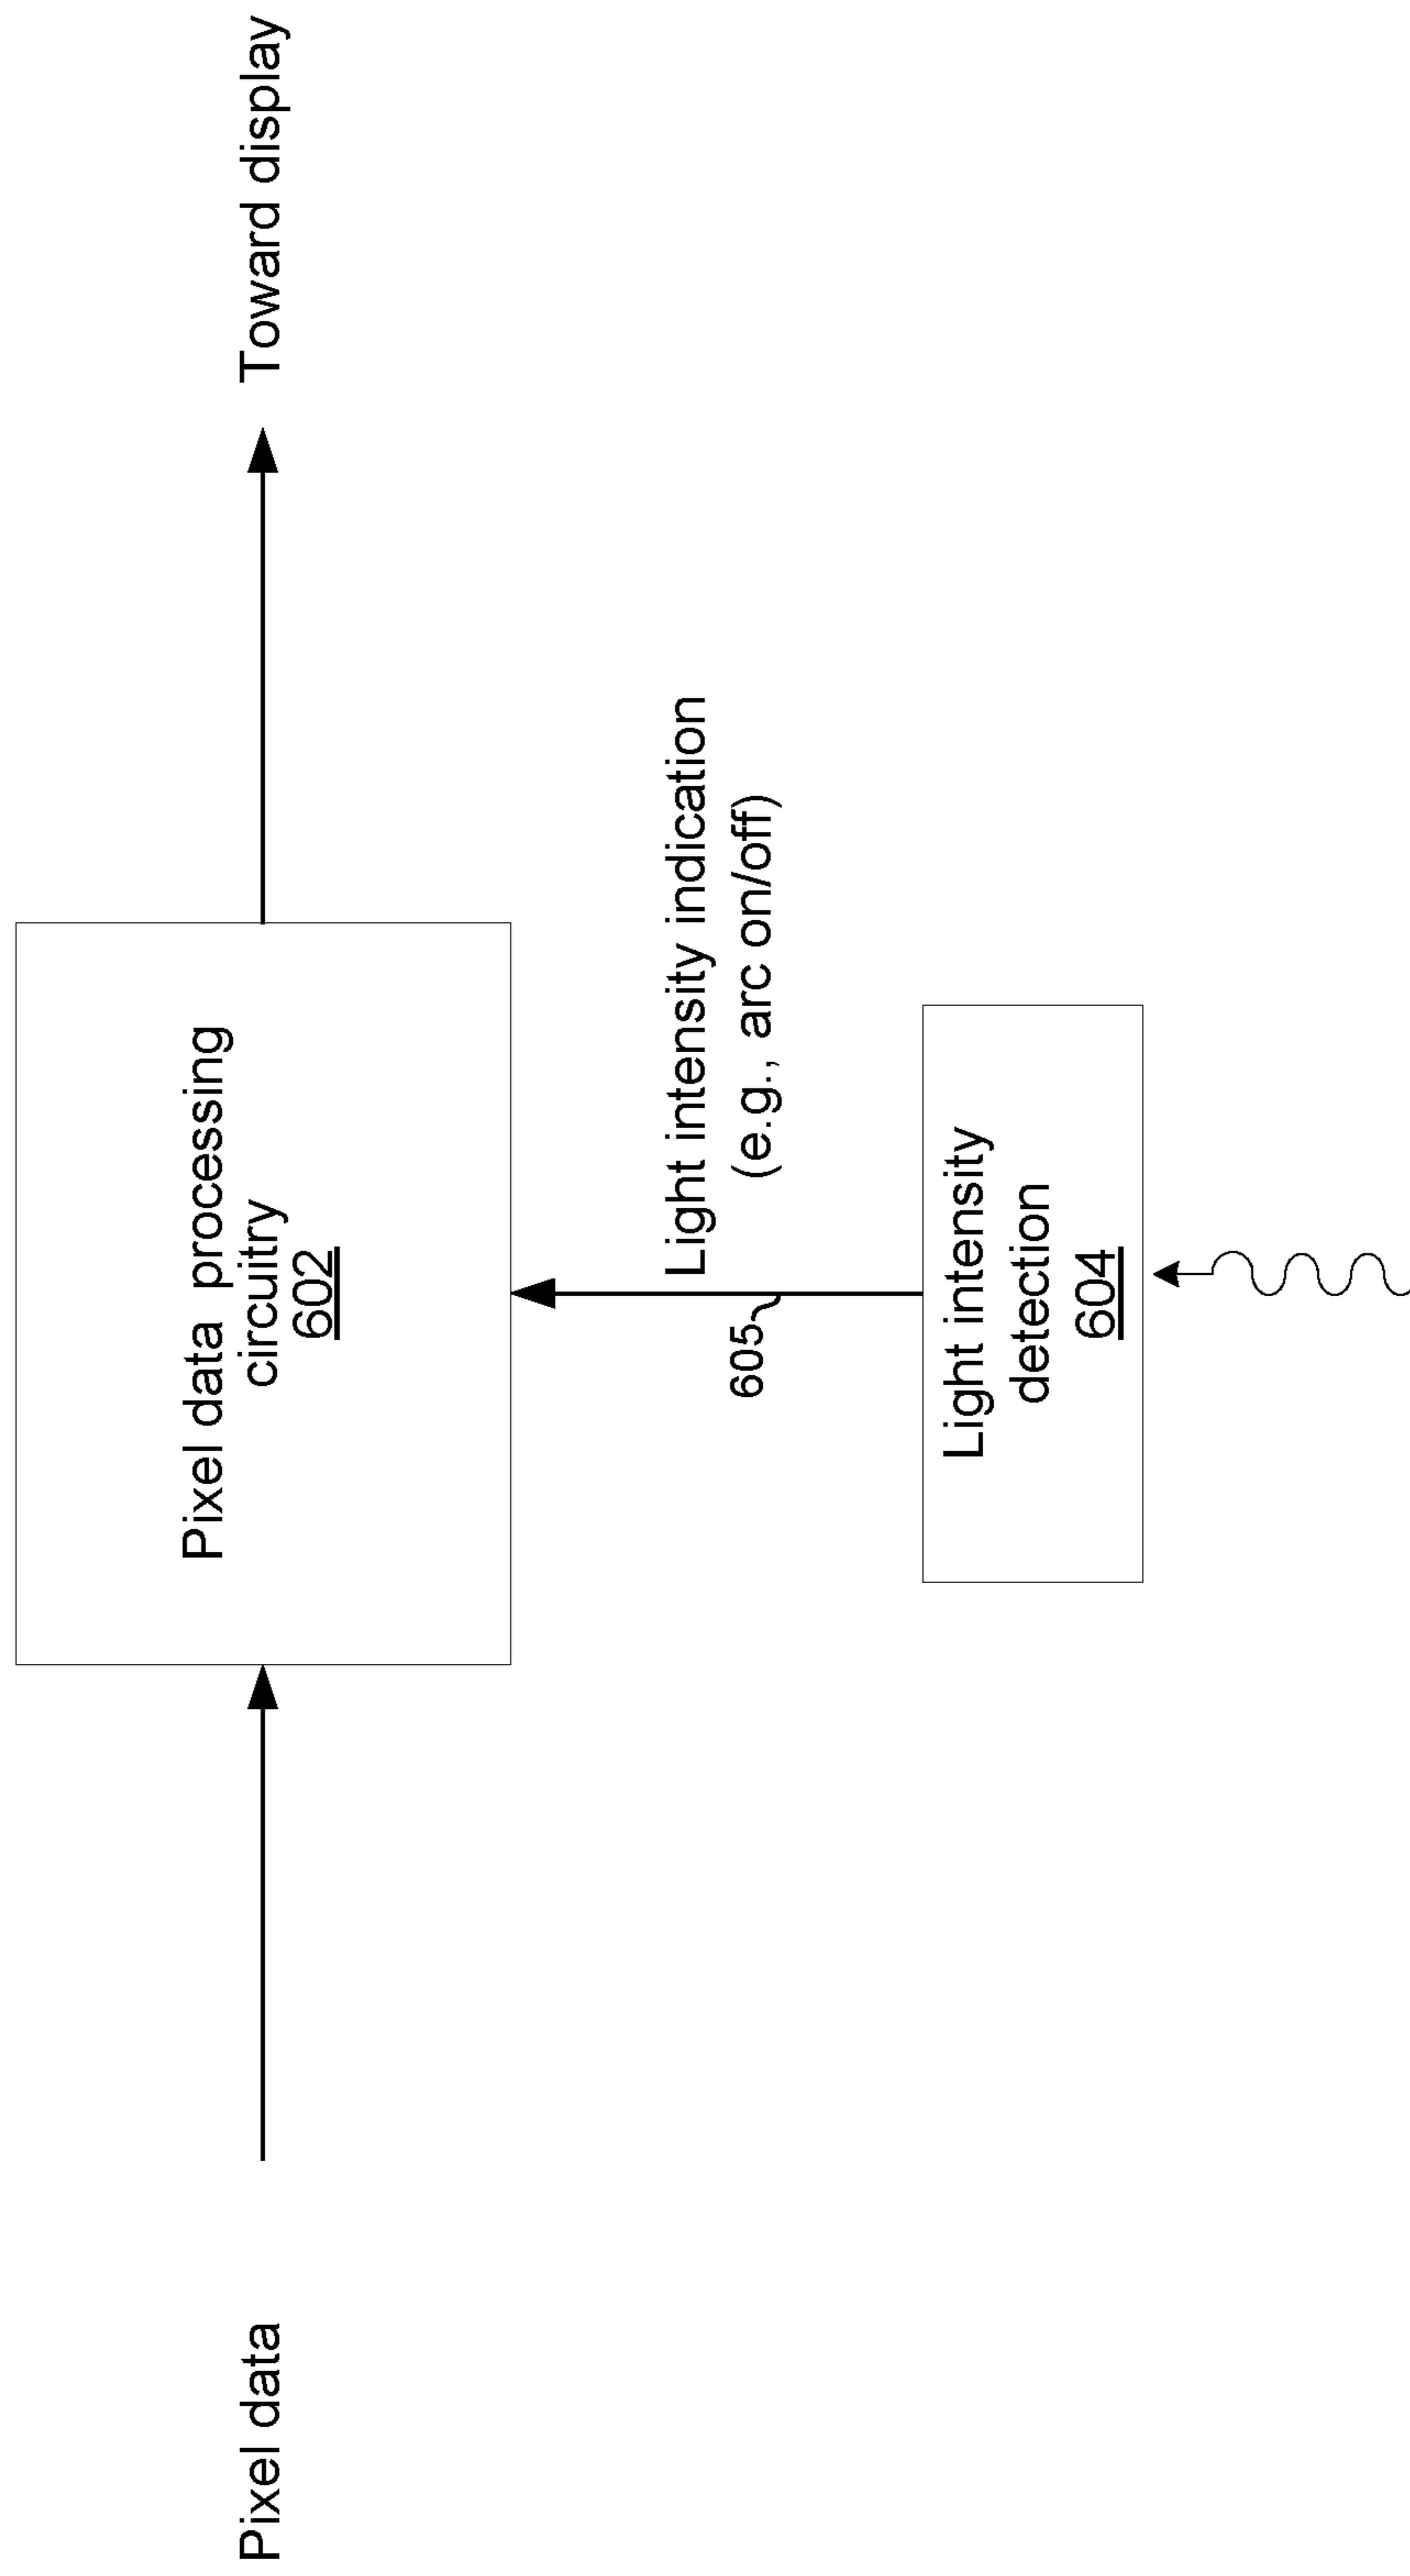 Pixel data
Pixel data processing
circuitry
602
Toward display
Light intensity indication
(e.g., arc on/off)
605
Light intensity
detection
604